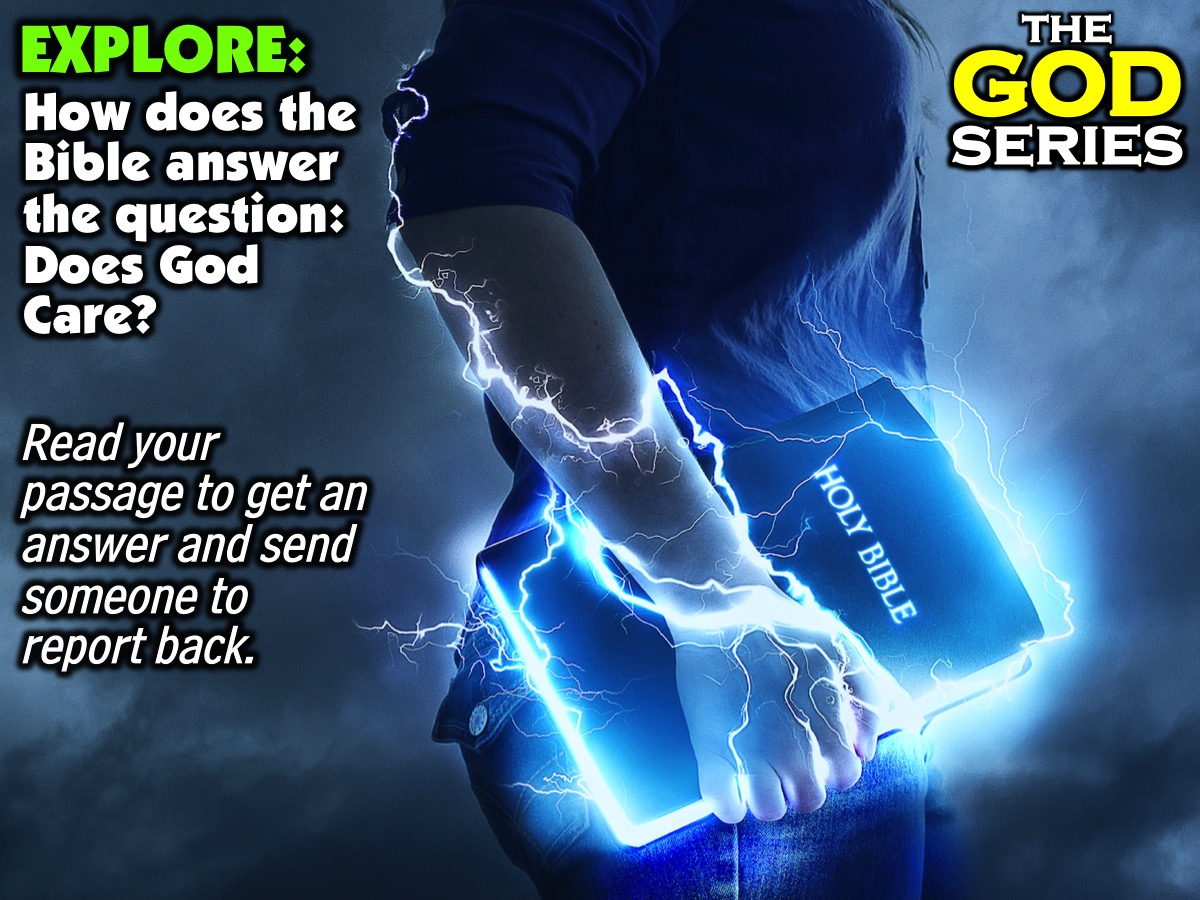 EXPLORE:
How does the
Bible answer
the question:
Does God
Care?
Read your
passage to get an
answer and send
someone to
report back.
THE
GOD
SERIES
HOLY BIBLE